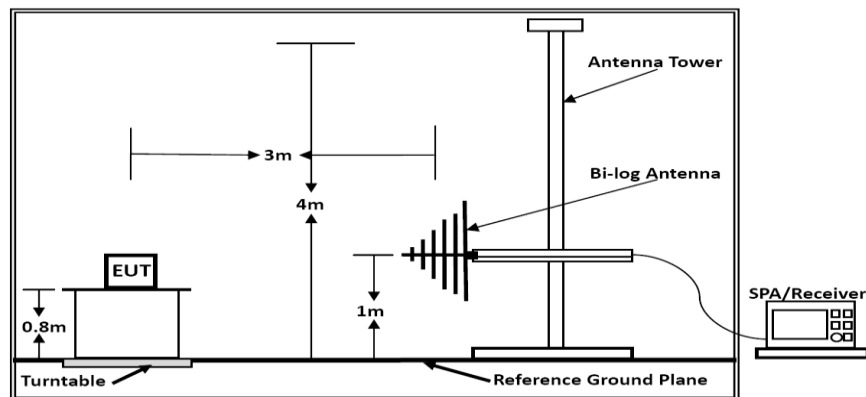 Antenna Tower
3m
Bi-log Antenna
4m
EUT
SPA/Receiver
0.8m
1m
Turntable
Reference Ground Plane